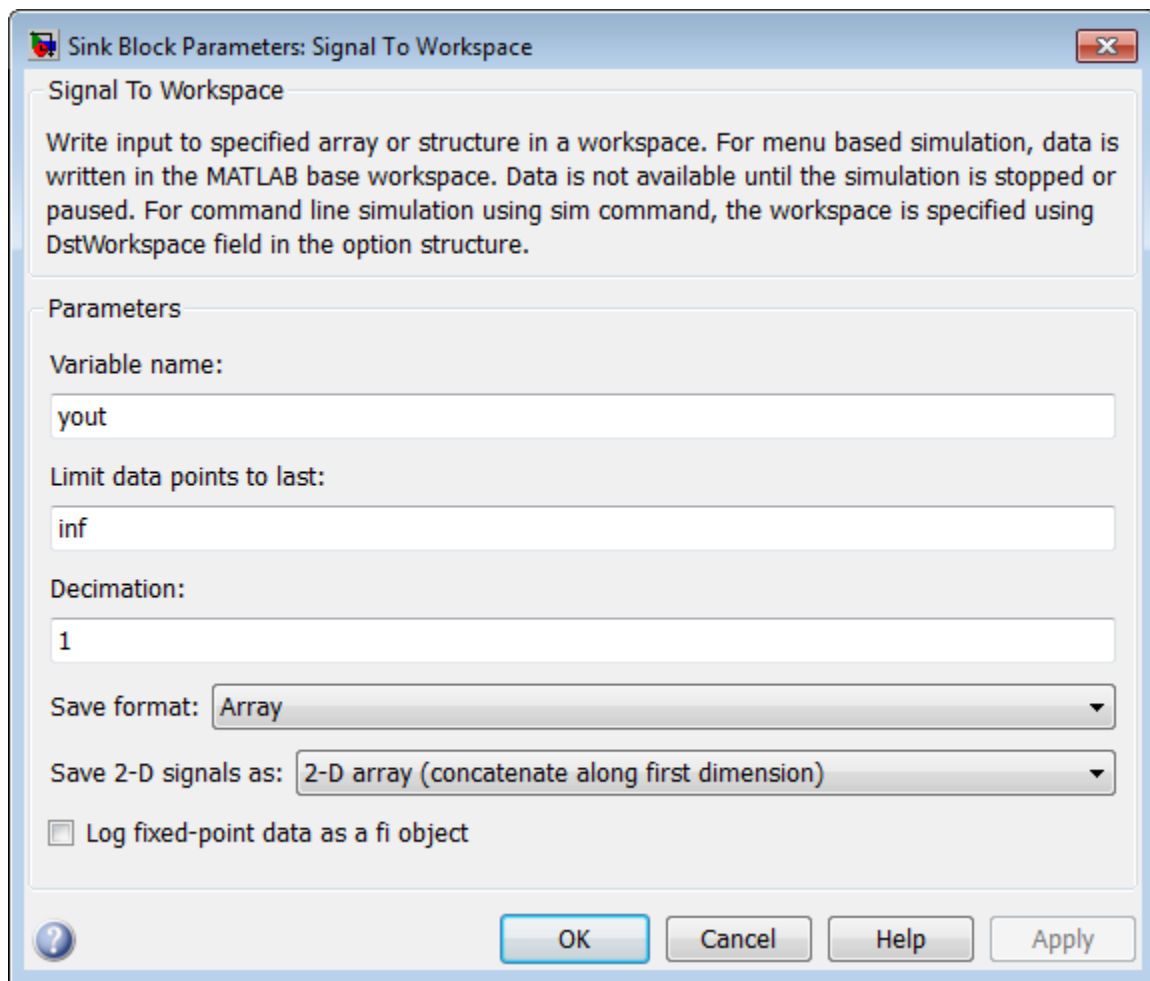 Sink Block Parameters: Signal To Workspace
Signal To Workspace
Write input to specified array or structure in a workspace. For menu based simulation, data is
written in the MATLAB base workspace. Data is not available until the simulation is stopped or
paused. For command line simulation using sim command, the workspace is specified using
DstWorkspace field in the option structure.
Parameters
Variable name:
yout
Limit data points to last:
inf
Decimation:
1
Save format: Array
Save 2-D signals as: 2-D array (concatenate along first dimension)
Log fixed-point data as a fi object
? OK Cancel Help Apply